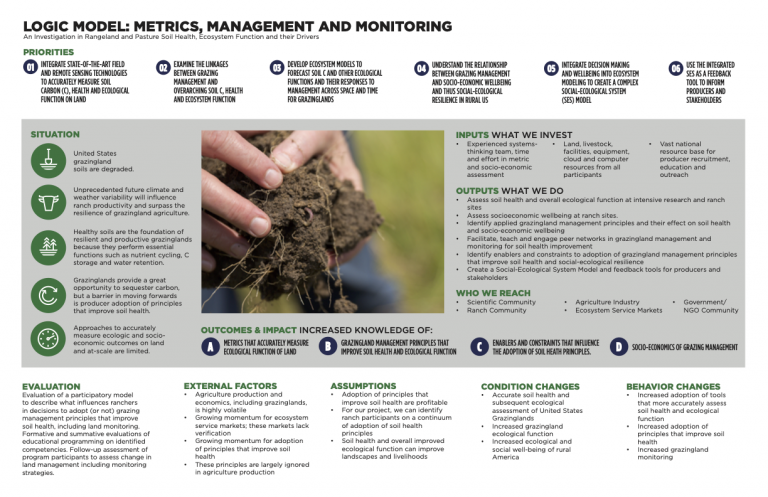 LOGIC MODEL: METRICS, MANAGEMENT AND MONITORING
An Investigation in Rangeland and Pasture Soil Health, Ecosystem Function and their Drivers
PRIORITIES
01
INTEGRATE STATE-OF-THE-ART FIELD
AND REMOTE SENSING TECHNOLOGIES
TO ACCURATELY MEASURE SOIL
CARBON (C), HEALTH AND ECOLOGICAL
FUNCTION ON LAND
02
EXAMINE THE LINKAGES
BETWEEN GRAZING
MANAGEMENT AND
OVERARCHING SOIL C, HEALTH
AND ECOSYSTEM FUNCTION
03
DEVELOP ECOSYSTEM MODELS TO
FORECAST SOIL C AND OTHER ECOLOGICAL
FUNCTIONS AND THEIR RESPONSES TO
MANAGEMENT ACROSS SPACE AND TIME
FOR GRAZINGLANDS
04
UNDERSTAND THE RELATIONSHIP
BETWEEN GRAZING MANAGEMENT
AND SOCIO-ECONOMIC WELLBEING
AND THUS SOCIAL-ECOLOGICAL
RESILIENCE IN RURAL US
05
INTEGRATE DECISION MAKING
AND WELLBEING INTO ECOSYSTEM
MODELING TO CREATE A COMPLEX
SOCIAL-ECOLOGICAL SYSTEM
(SES) MODEL
06
USE THE INTEGRATED
SES AS A FEEDBACK
TOOL TO INFORM
PRODUCERS AND
STAKEHOLDERS
SITUATION
United States
grazingland
soils are degraded.
Unprecedented future climate and
weather variability will influence
ranch productivity and surpass the
resilience of grazingland agriculture.
Healthy soils are the foundation of
resilient and productive grazinglands
because they perform essential
functions such as nutrient cycling, C
storage and water retention.
Grazinglands provide a great
opportunity to sequester carbon,
but a barrier in moving forwards
is producer adoption of principles
that improve soil health.
Approaches to accurately
measure ecologic and socio-
economic outcomes on land
and at-scale are limited.
INPUTS WHAT WE INVEST
• Experienced systems-
thinking team, time
and effort in metric
and socio-economic
assessment
• Land, livestock,
facilities, equipment,
cloud and computer
resources from all
participants
• Vast national
resource base for
producer recruitment,
education and
outreach
OUTPUTS WHAT WE DO
• Assess soil health and overall ecological function at intensive research and ranch
sites
• Assess socioeconomic wellbeing at ranch sites.
• Identify applied grazingland management principles and their effect on soil health
and socio-economic wellbeing
• Facilitate, teach and engage peer networks in grazingland management and
monitoring for soil health improvement
• Identify enablers and constraints to adoption of grazingland management principles
that improve soil health and social-ecological resilience
• Create a Social-Ecological System Model and feedback tools for producers and
stakeholders
WHO WE REACH
• Scientific Community
• Ranch Community
• Agriculture Industry
• Ecosystem Service Markets
• Government/
NGO Community
OUTCOMES & IMPACT INCREASED KNOWLEDGE OF:
A
METRICS THAT ACCURATELY MEASURE
ECOLOGICAL FUNCTION OF LAND
B
GRAZINGLAND MANAGEMENT PRINCIPLES THAT
IMPROVE SOIL HEALTH AND ECOLOGICAL FUNCTION
C
ENABLERS AND CONSTRAINTS THAT INFLUENCE
THE ADOPTION OF SOIL HEATH PRINCIPLES.
D
SOCIO-ECONOMICS OF GRAZING MANAGEMENT
EVALUATION
Evaluation of a participatory model
to describe what influences ranchers
in decisions to adopt (or not) grazing
management principles that improve
soil health, including land monitoring.
Formative and summative evaluations of
educational programming on identified
competencies. Follow-up assessment of
program participants to assess change in
land management including monitoring
strategies.
EXTERNAL FACTORS
• Agriculture production and
economics, including grazinglands,
is highly volatile
• Growing momentum for ecosystem
service markets; these markets lack
verification
• Growing momentum for adoption
of principles that improve soil
health
• These principles are largely ignored
in agriculture production
ASSUMPTIONS
• Adoption of principles that
improve soil health are profitable
• For our project, we can identify
ranch participants on a continuum
of adoption of soil health
principles
• Soil health and overall improved
ecological function can improve
landscapes and livelihoods
CONDITION CHANGES
• Accurate soil health and
subsequent ecological
assessment of United States
Grazinglands
• Increased grazingland
ecological function
• Increased ecological and
social well-being of rural
America
BEHAVIOR CHANGES
• Increased adoption of tools
that more accurately assess
soil health and ecological
function
• Increased adoption of
principles that improve soil
health
• Increased grazingland
monitoring